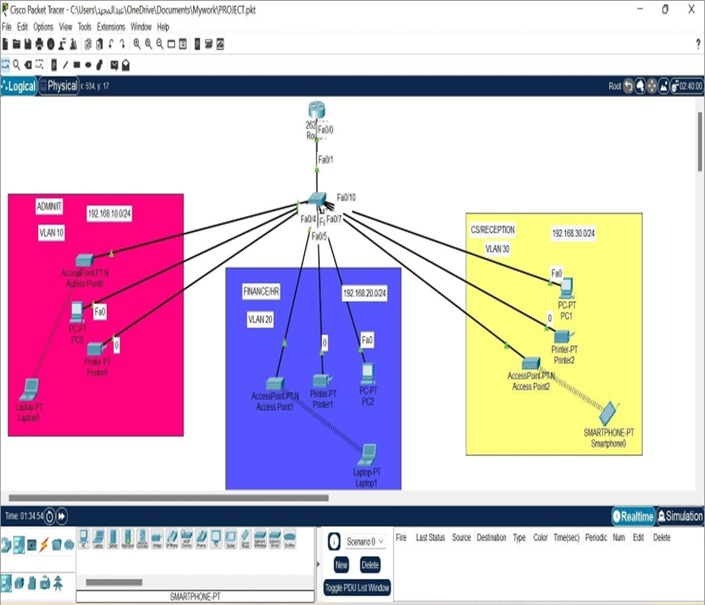 Cisco Packet Tracer - C:\Users\عبدالمجيد\OneDrive\Documents\Mywork\PROJECT.pkt
File Edit Options View Tools Extensions Window Help
Logical Physical x: 534, y: 17
Root 02:40:00
Fa0/0
Fa0/1
Fa0/10
Fa0/4 Fa0/7
Fa0/5
ADMIN/IT
192.168.10.0/24
VLAN 10
AccessPoint-PT-N
Access Point0
Fa0
PC-PT
PC0
0
Printer-PT
Printer0
Laptop-PT
Laptop0
FINANCE/HR
192.168.20.0/24
VLAN 20
0
Fa0
AccessPoint-PT-N
Access Point1
Printer-PT
Printer1
PC-PT
PC2
Laptop-PT
Laptop1
CS/RECEPTION
192.168.30.0/24
VLAN 30
Fa0
PC-PT
PC1
0
Printer-PT
Printer2
AccessPoint-PT-N
Access Point2
SMARTPHONE-PT
Smartphone0
Time: 01:34:54
Realtime Simulation
Scenario 0
New Delete
Toggle PDU List Window
Fire Last Status Source Destination Type Color Time(sec) Periodic Num Edit Delete
SMARTPHONE-PT